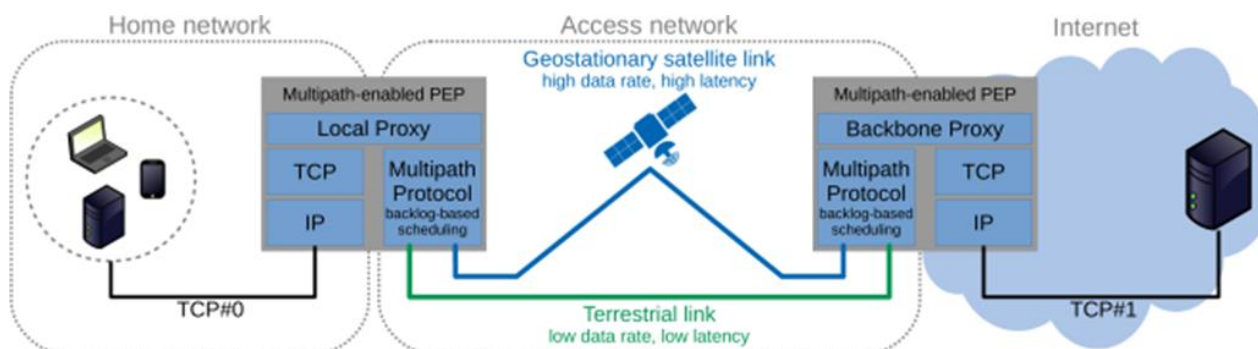 Home network
Access network
Internet
Geostationary satellite link
high data rate, high latency
Multipath-enabled PEP
Local Proxy
TCP
IP
Multipath
Protocol
backlog-based
scheduling
Multipath-enabled PEP
Backbone Proxy
Multipath
Protocol
backlog-based
scheduling
TCP
IP
TCP#0
Terrestrial link
low data rate, low latency
TCP#1